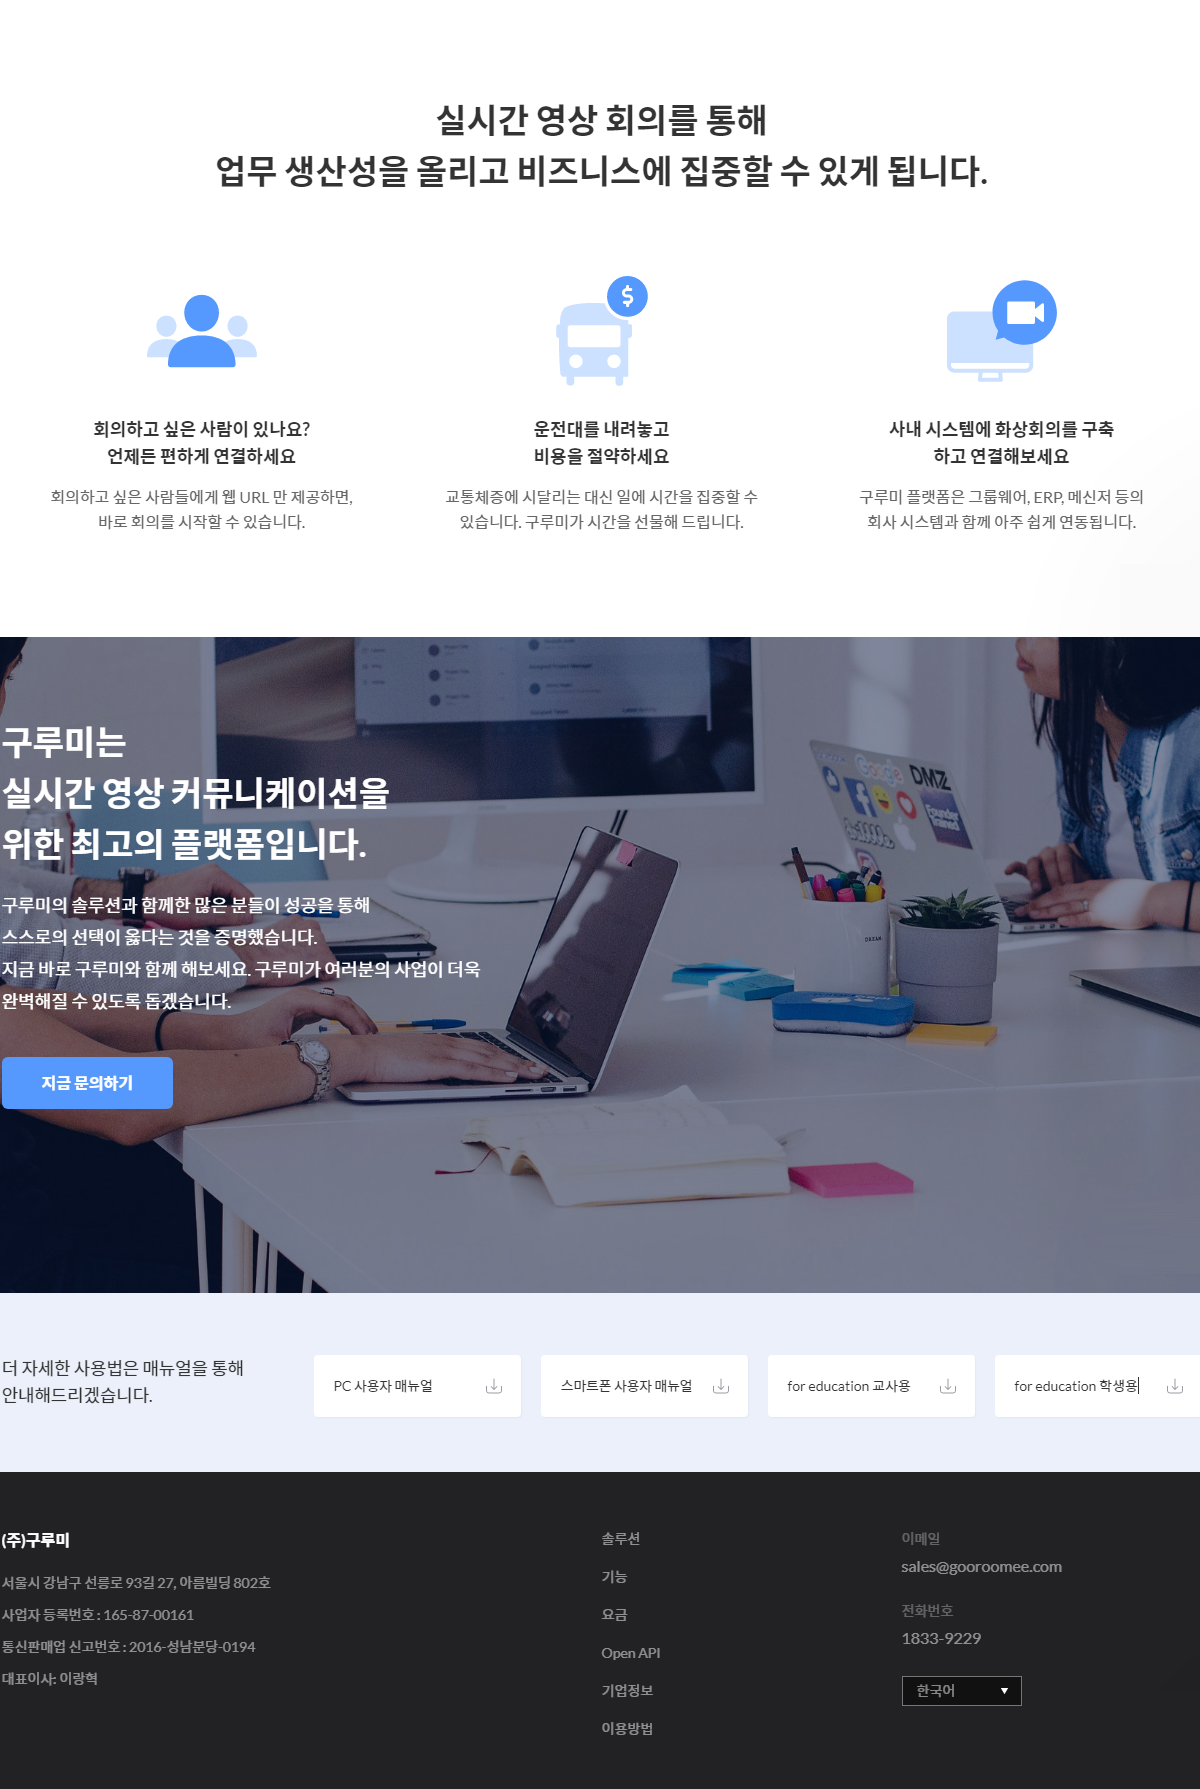 실시간 영상 회의를 통해
업무 생산성을 올리고 비즈니스에 집중할 수 있게 됩니다.
회의하고 싶은 사람이 있나요?
언제든 편하게 연결하세요
회의하고 싶은 사람들에게 웹 URL 만 제공하면,
바로 회의를 시작할 수 있습니다.
운전대를 내려놓고
비용을 절약하세요
교통체증에 시달리는 대신 일에 시간을 집중할 수
있습니다. 구루미가 시간을 선물해 드립니다.
사내 시스템에 화상회의를 구축
하고 연결해보세요
구루미 플랫폼은 그룹웨어, ERP, 메신저 등의
회사 시스템과 함께 아주 쉽게 연동됩니다.
구루미는
실시간 영상 커뮤니케이션을
위한 최고의 플랫폼입니다.
구루미의 솔루션과 함께한 많은 분들이 성공을 통해
스스로의 선택이 옳다는 것을 증명했습니다.
지금 바로 구루미와 함께 해보세요. 구루미가 여러분의 사업이 더욱
완벽해질 수 있도록 돕겠습니다.
지금 문의하기
Google
DMZ
더 자세한 사용법은 매뉴얼을 통해
안내해드리겠습니다.
PC 사용자 매뉴얼
스마트폰 사용자 매뉴얼
for education 교사용
for education 학생용
(주)구루미
서울시 강남구 선릉로 93길 27, 아름빌딩 802호
사업자 등록번호 : 165-87-00161
통신판매업 신고번호 : 2016-성남분당-0194
대표이사: 이랑혁
솔루션
기능
요금
Open API
기업정보
이용방법
이메일
sales@gooroomee.com
전화번호
1833-9229
한국어